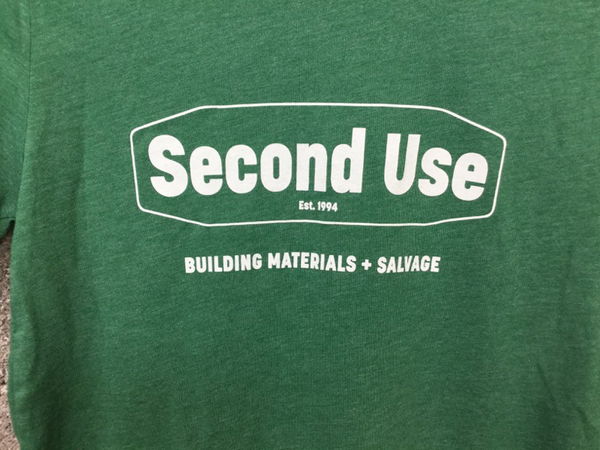 Second Use
Est. 1994
BUILDING MATERIALS + SALVAGE